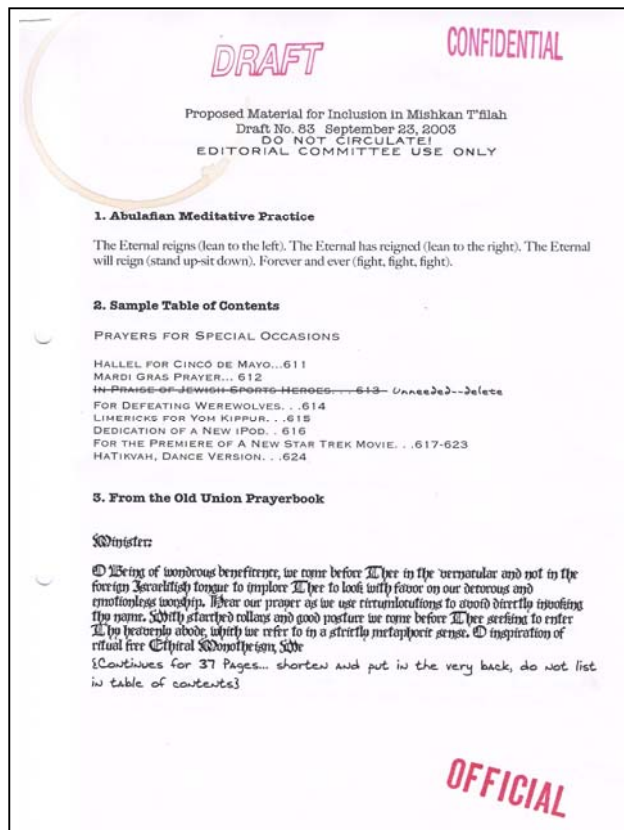 DRAFT
CONFIDENTIAL
Proposed Material for Inclusion in Mishkan T'filah
Draft No. 83 September 23, 2003
DO NOT CIRCULATE!
EDITORIAL COMMITTEE USE ONLY
1. Abulafian Meditative Practice
The Eternal reigns (lean to the left). The Eternal has reigned (lean to the right). The Eternal
will reign (stand up-sit down). Forever and ever (fight, fight, fight).
2. Sample Table of Contents
PRAYERS FOR SPECIAL OCCASIONS
HALLEL FOR CINCO DE MAYO...611
MARDI GRAS PRAYER... 612
IN PRAISE OF JEWISH SPORTS HEROES. . . 613 Unneeded--delete
FOR DEFEATING WEREWOLVES. . .614
LIMERICKS FOR YOM KIPPUR. . .615
DEDICATION OF A NEW IPOD. . 616
FOR THE PREMIERE OF A NEW STAR TREK MOVIE. . .617-623
HATIKVAH, DANCE VERSION. . .624
3. From the Old Union Prayerbook
Minister:
O Being of wondrous beneficence, we come before Thee in the vernacular and not in the
foreign Israelitish tongue to implore Thee to look with favor on our decorous and
emotionless worship. Hear our prayer as we use circumlocutions to avoid directly invoking
thy name. With starched collars and good posture we come before Thee seeking to enter
Thy heavenly abode, which we refer to in a strictly metaphoric sense. O inspiration of
ritual free Ethical Monotheism, We
{Continues for 37 Pages... shorten and put in the very back, do not list
in table of contents}
OFFICIAL